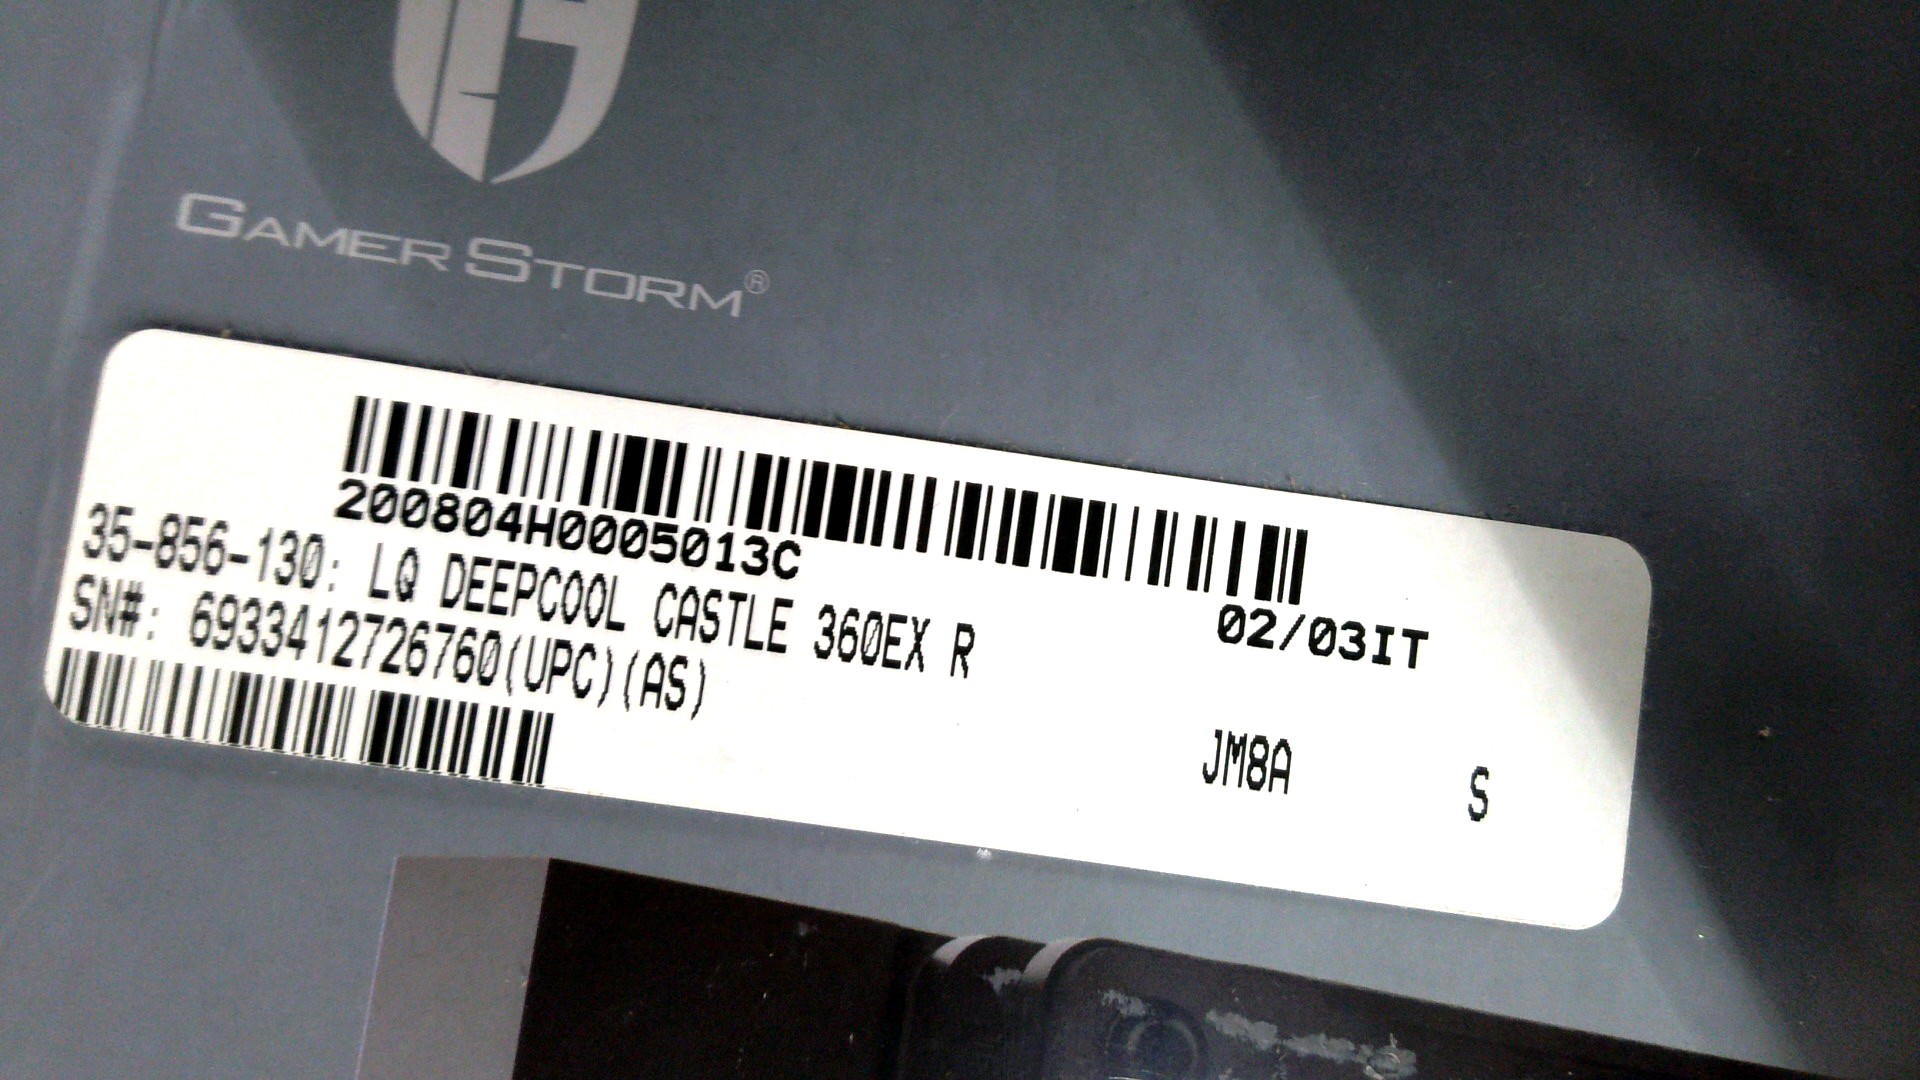 GAMER STORM®
200804H0005013C
02/03IT
35-856-130: LQ DEEPCOOL CASTLE 360EX R
SN#: 6933412726760(UPC)(AS)
JM8A S